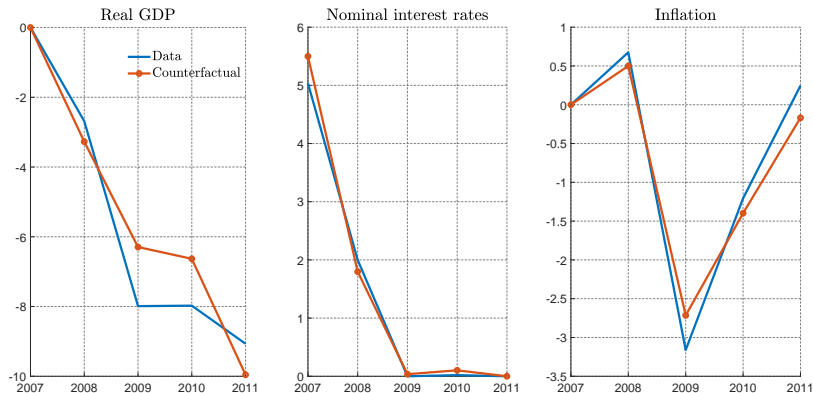 Real GDP
0
-2
-4
-6
-8
-10
2007 2008 2009 2010 2011
Data
Counterfactual
Nominal interest rates
6
5
4
3
2
1
0
2007 2008 2009 2010 2011
Inflation
1
0.5
0
-0.5
-1
-1.5
-2
-2.5
-3
-3.5
2007 2008 2009 2010 2011